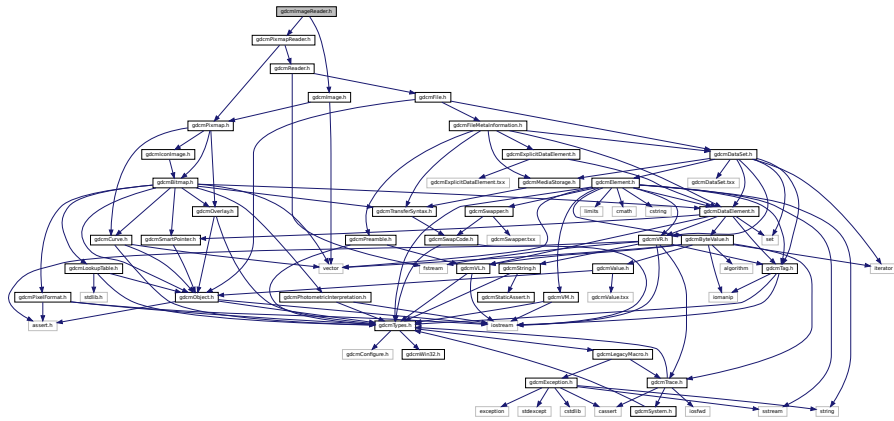 gdcmImageReader.h
gdcmPixmapReader.h
gdcmReader.h
gdcmImage.h
gdcmFile.h
gdcmPixmap.h
gdcmFileMetaInformation.h
gdcmIconImage.h
gdcmExplicitDataElement.h
gdcmDataSet.h
gdcmBitmap.h
gdcmExplicitDataElement.txx
gdcmMediaStorage.h
gdcmElement.h
gdcmDataSet.txx
gdcmOverlay.h
gdcmTransferSyntax.h
gdcmSwapper.h
limits
cmath
cstring
gdcmDataElement.h
gdcmCurve.h
gdcmSmartPointer.h
gdcmPreamble.h
gdcmSwapCode.h
gdcmSwapper.txx
gdcmVR.h
gdcmByteValue.h
set
gdcmLookupTable.h
vector
fstream
gdcmVL.h
gdcmString.h
gdcmValue.h
algorithm
gdcmTag.h
iterator
gdcmPixelFormat.h
stdlib.h
gdcmObject.h
gdcmPhotometricInterpretation.h
gdcmStaticAssert.h
gdcmVM.h
gdcmValue.txx
iomanip
assert.h
gdcmTypes.h
iostream
gdcmConfigure.h
gdcmWin32.h
gdcmLegacyMacro.h
gdcmException.h
gdcmTrace.h
exception
stdexcept
cstdlib
cassert
gdcmSystem.h
iosfwd
sstream
string